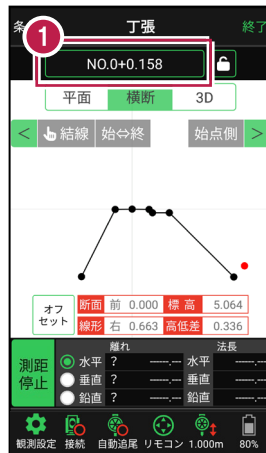 条 丁張 終了
1
NO.0+0.158
平面 横断 3D
< 結線 始⇔終 始点側 >
オフセット
断面 前 0.000 標高 5.064
線形 右 0.663 高低差 0.336
離れ 法長
測距停止
水平 ? -----.--- 水平 -----.---
垂直 ? -----.--- 垂直 -----.---
鉛直 ? -----.--- 鉛直 -----.---
観測設定 接続 自動追尾 リモコン 1.000m 80%